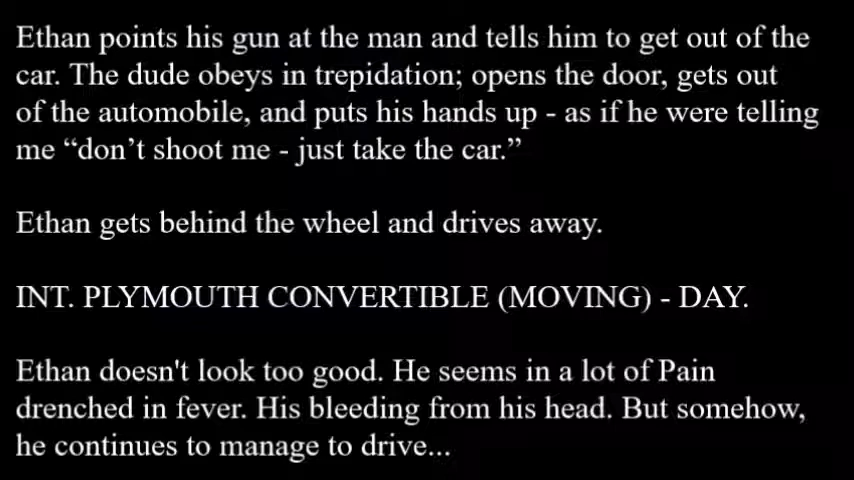 Ethan points his gun at the man and tells him to get out of the
car. The dude obeys in trepidation; opens the door, gets out
of the automobile, and puts his hands up - as if he were telling
me “don’t shoot me - just take the car.”
Ethan gets behind the wheel and drives away.
INT. PLYMOUTH CONVERTIBLE (MOVING) - DAY.
Ethan doesn't look too good. He seems in a lot of Pain
drenched in fever. His bleeding from his head. But somehow,
he continues to manage to drive...